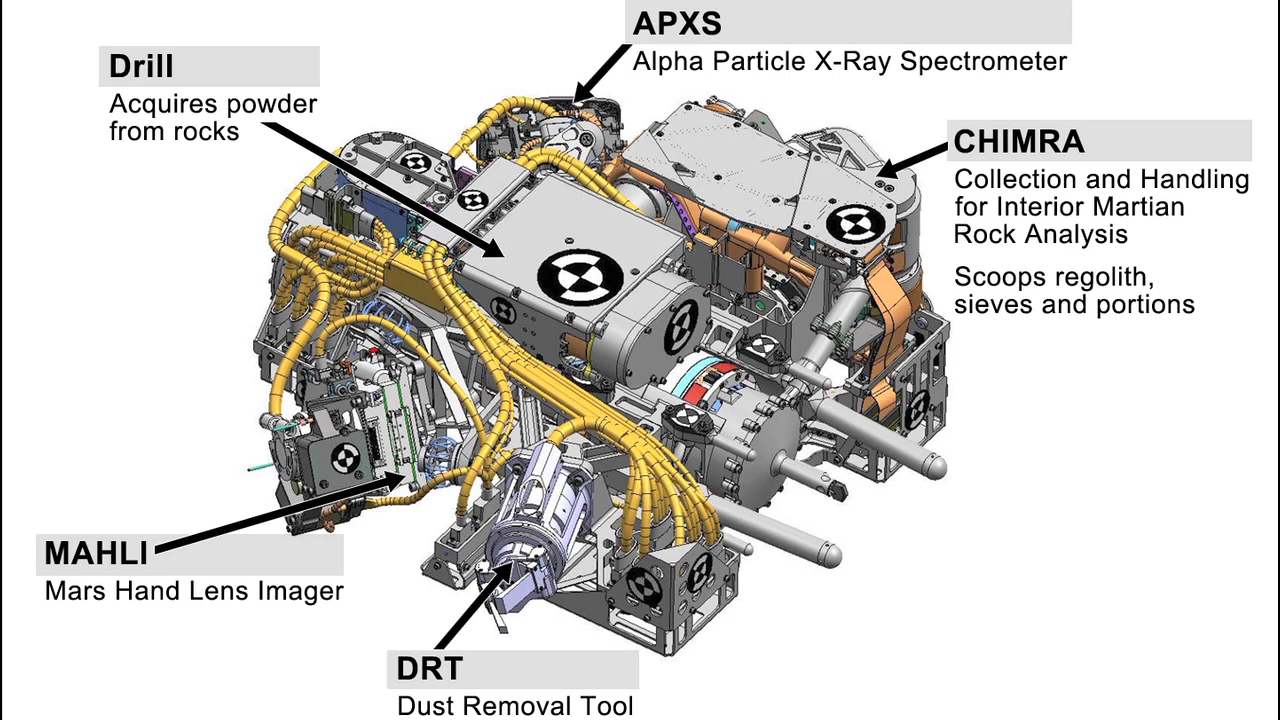 APXS
Alpha Particle X-Ray Spectrometer
Drill
Acquires powder
from rocks
CHIMRA
Collection and Handling
for Interior Martian
Rock Analysis
Scoops regolith,
sieves and portions
MAHLI
Mars Hand Lens Imager
DRT
Dust Removal Tool